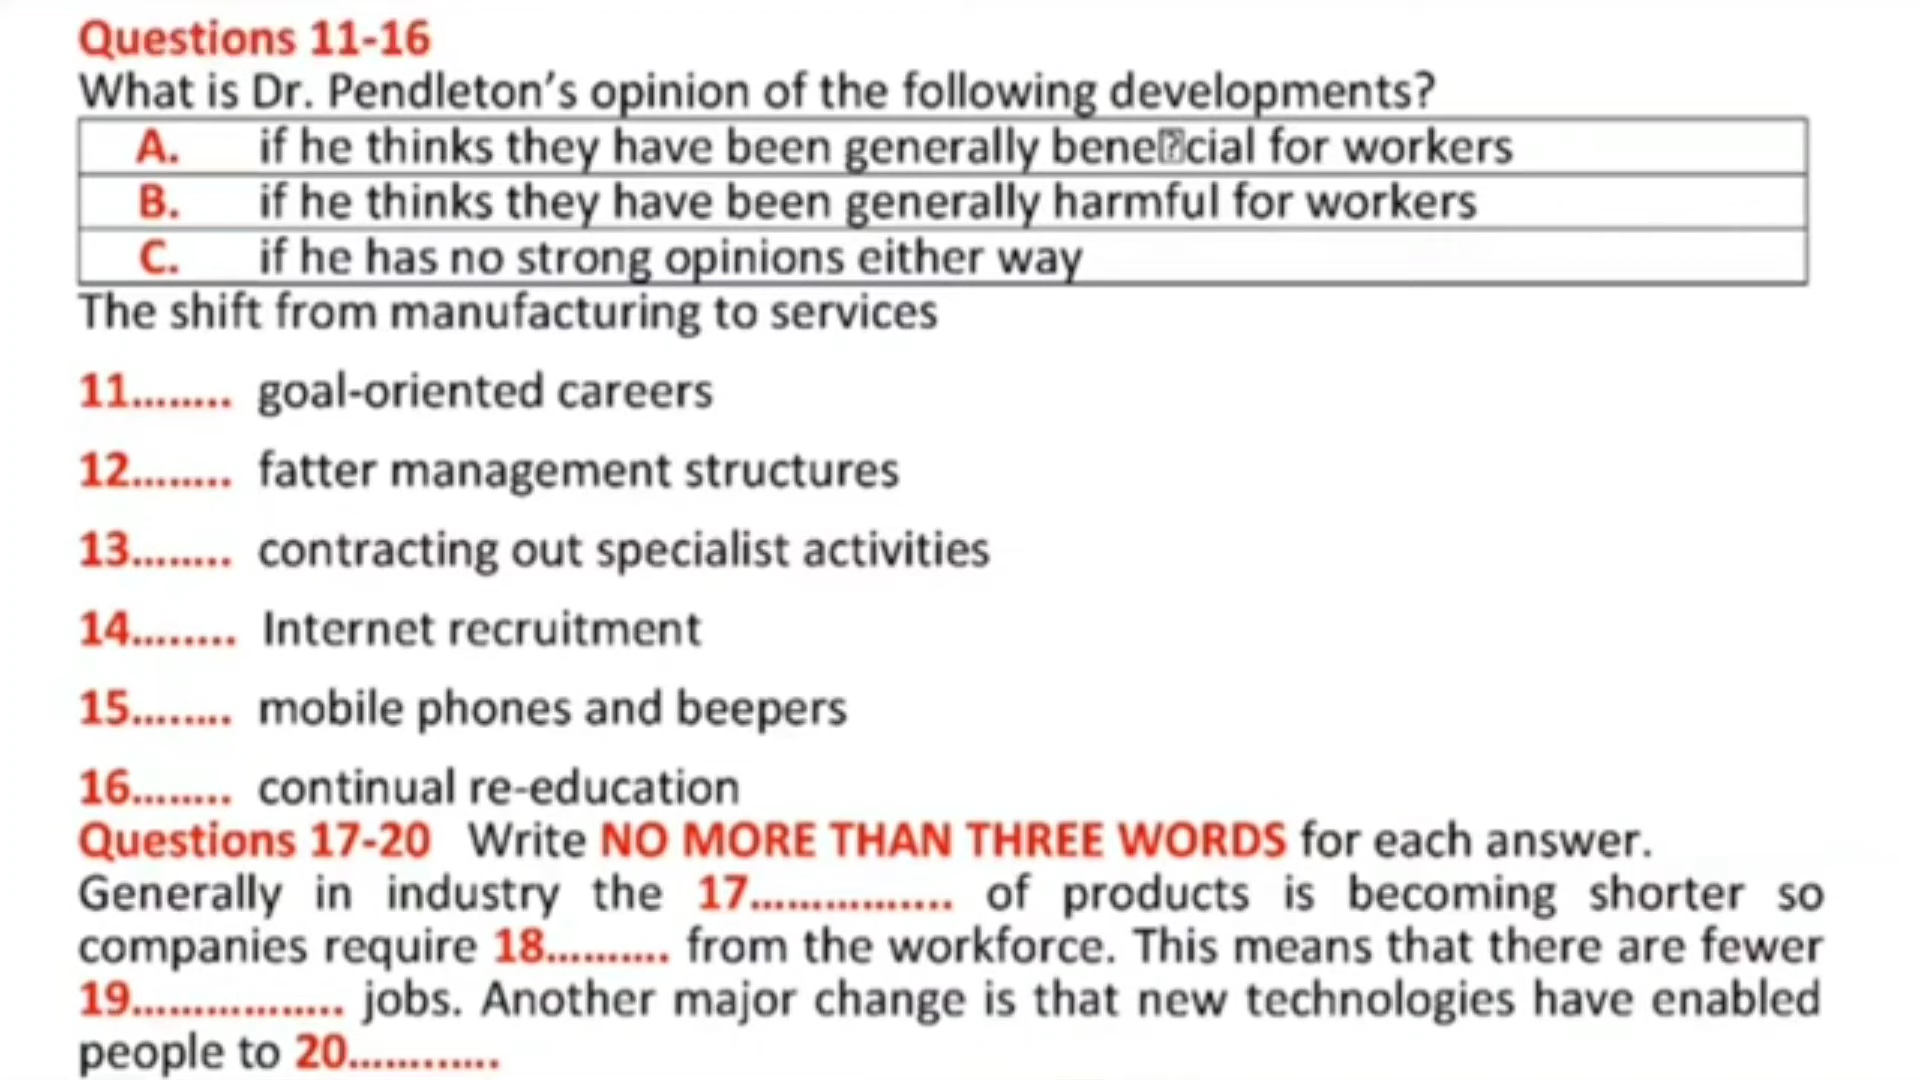 Questions 11-16
What is Dr. Pendleton's opinion of the following developments?
A. if he thinks they have been generally bene�cial for workers
B. if he thinks they have been generally harmful for workers
C. if he has no strong opinions either way
The shift from manufacturing to services
11........ goal-oriented careers
12........ fatter management structures
13........ contracting out specialist activities
14........ Internet recruitment
15........ mobile phones and beepers
16........ continual re-education
Questions 17-20 Write NO MORE THAN THREE WORDS for each answer.
Generally in industry the 17................ of products is becoming shorter so
companies require 18.......... from the workforce. This means that there are fewer
19................. jobs. Another major change is that new technologies have enabled
people to 20............